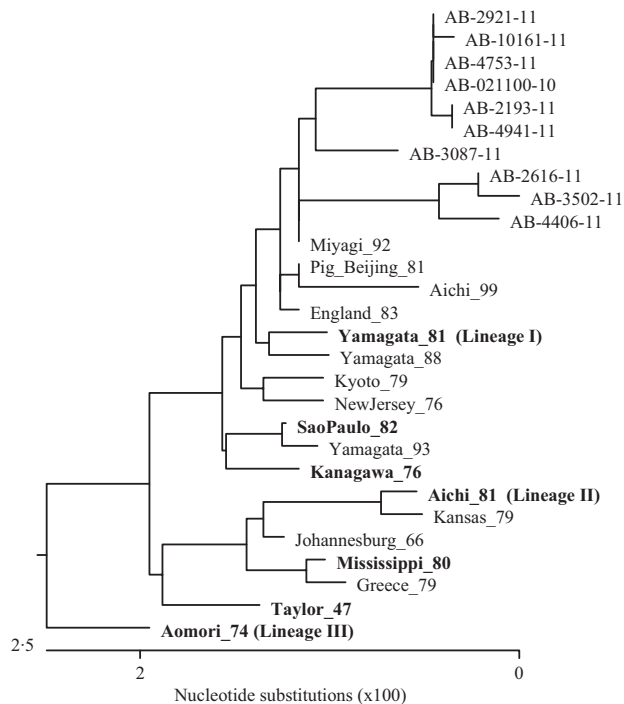 AB-2921-11
AB-10161-11
AB-4753-11
AB-021100-10
AB-2193-11
AB-4941-11
AB-3087-11
AB-2616-11
AB-3502-11
AB-4406-11
Miyagi_92
Pig_Beijing_81
Aichi_99
England_83
Yamagata_81 (Lineage I)
Yamagata_88
Kyoto_79
NewJersey_76
SaoPaulo_82
Yamagata_93
Kanagawa_76
Aichi_81 (Lineage II)
Kansas_79
Johannesburg_66
Mississippi_80
Greece_79
Taylor_47
Aomori_74 (Lineage III)
2·5
2 0
Nucleotide substitutions (x100)